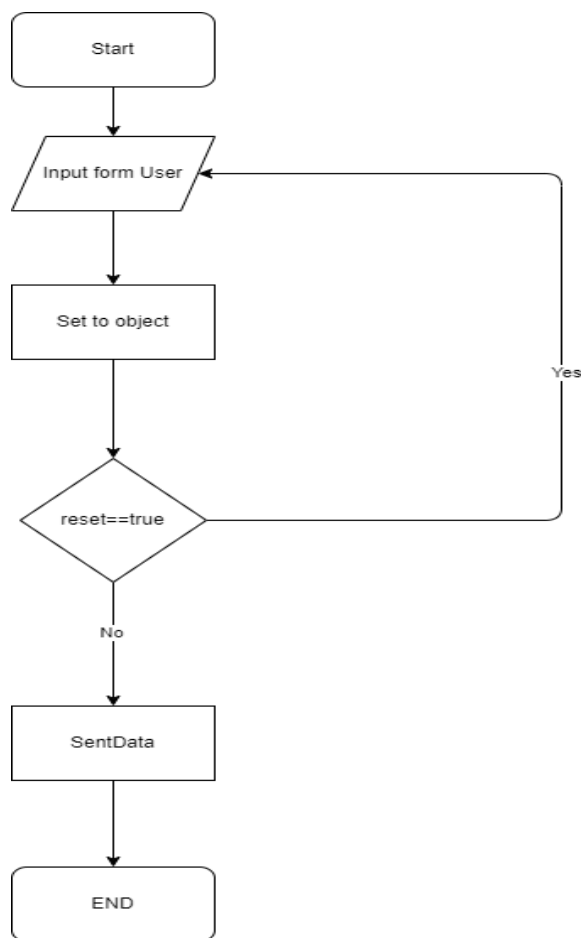 Start
Input form User
Set to object
Yes
reset==true
No
SentData
END